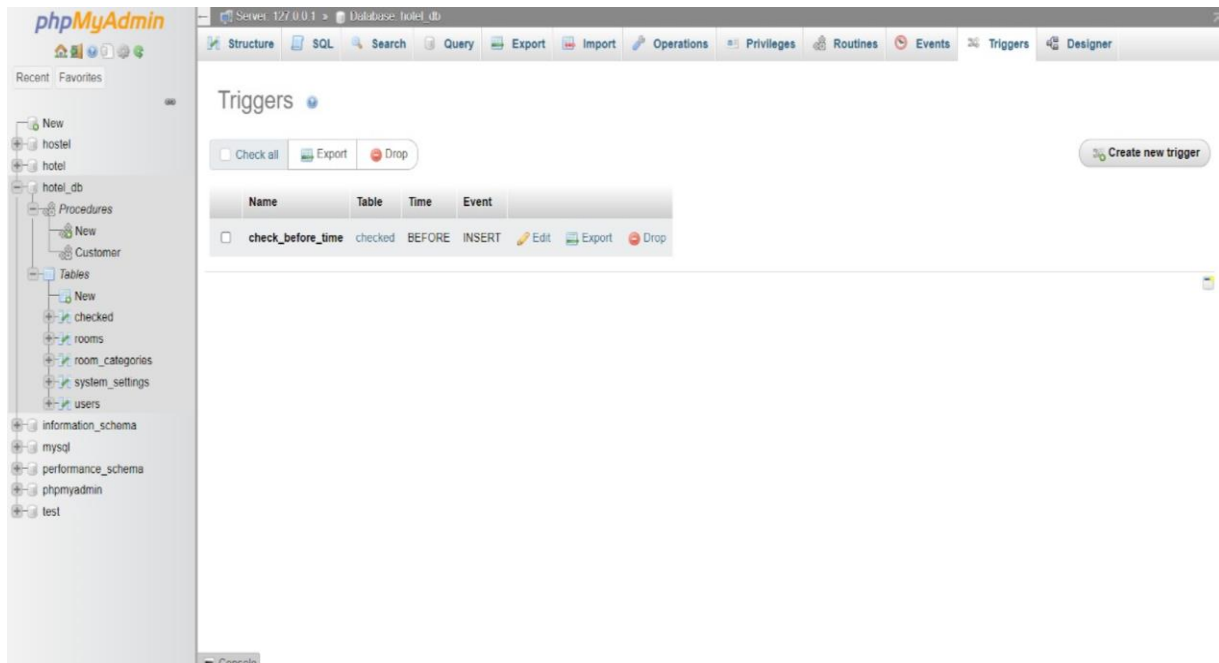 phpMyAdmin
Recent Favorites
New
hostel
hotel
hotel_db
Procedures
New
Customer
Tables
New
checked
rooms
room_categories
system_settings
users
information_schema
mysql
performance_schema
phpmyadmin
test
Server: 127.0.0.1 » Database: hotel_db
Structure SQL Search Query Export Import Operations Privileges Routines Events Triggers Designer
Triggers
Check all Export Drop
Create new trigger
Name Table Time Event
check_before_time checked BEFORE INSERT Edit Export Drop
Console